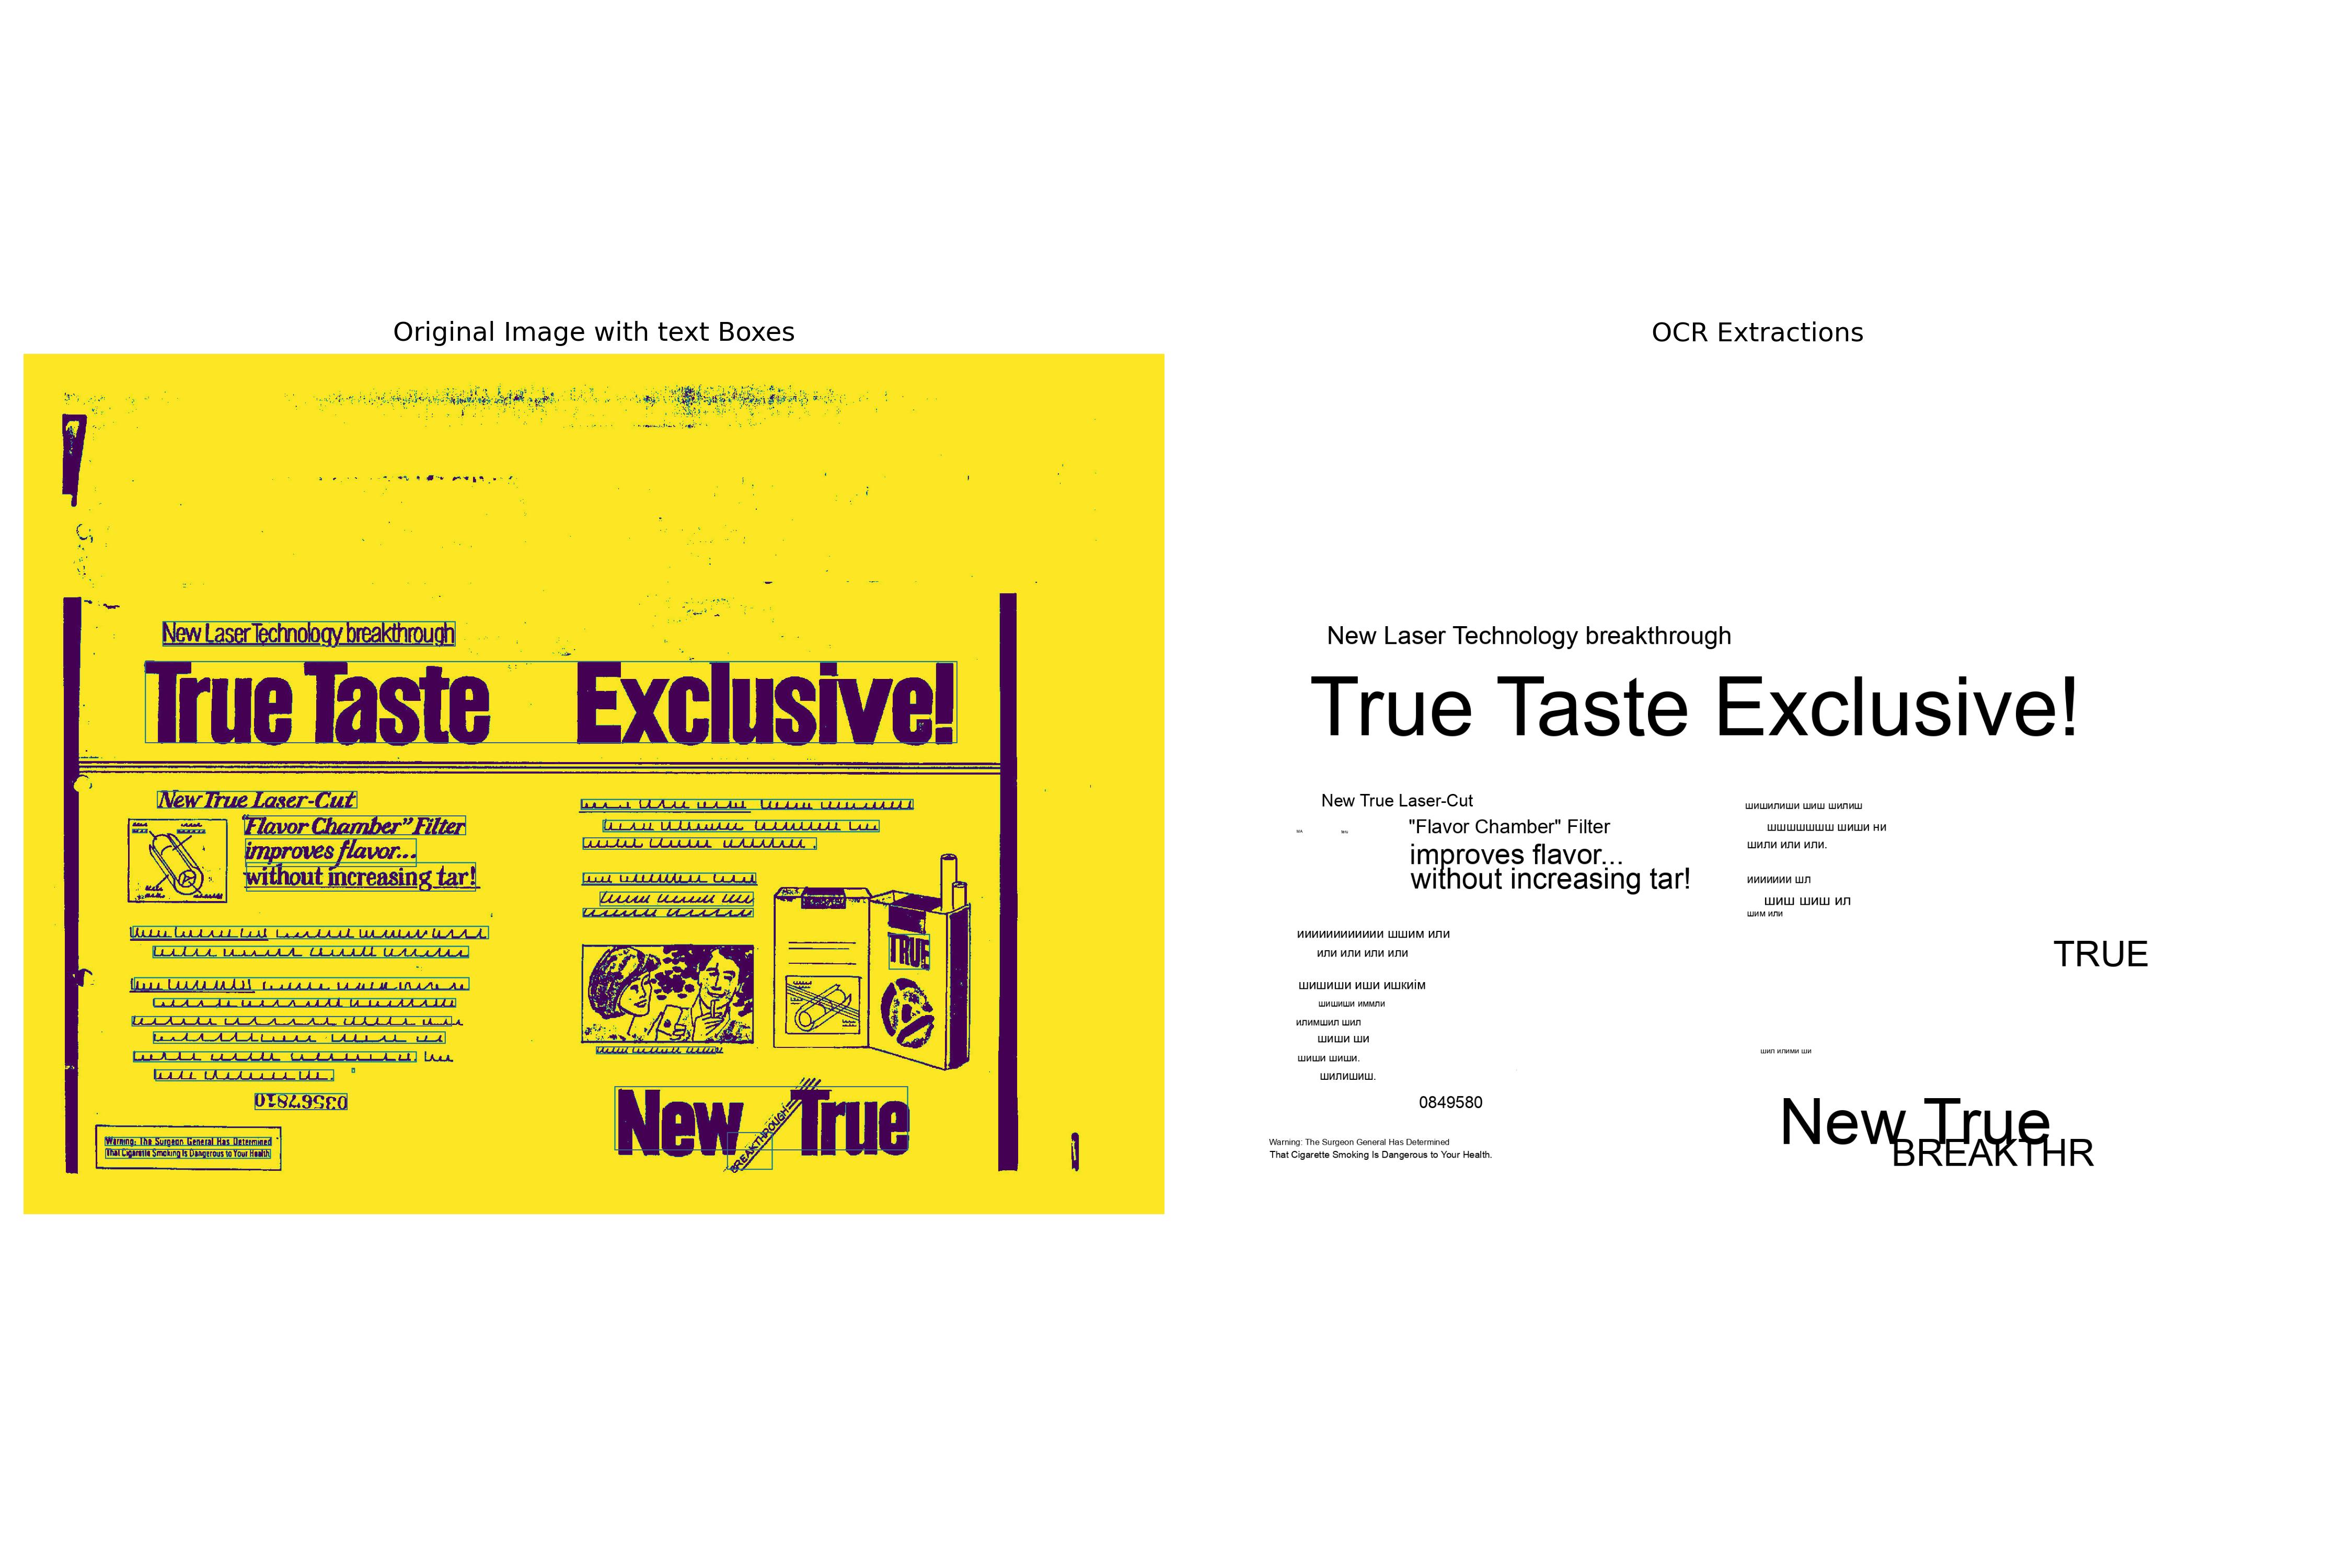 Original Image with text Boxes
New Laser Technology breakthrough
True Taste Exclusive!
New True Laser-Cut
"Flavor Chamber" Filter
improves flavor...
without increasing tar!
TRUE
03567810
Warning: The Surgeon General Has Determined
That Cigarette Smoking Is Dangerous to Your Health
New True
BREAKTHROUGH
OCR Extractions
New Laser Technology breakthrough
True Taste Exclusive!
New True Laser-Cut
"Flavor Chamber" Filter
improves flavor...
without increasing tar!
ииииииииииии шшим или
или или или или
шишиши иши ишкиiм
шишиши иммли
илимшил шил
шиши ши
шиши шиши.
шилишиш.
0849580
Warning: The Surgeon General Has Determined
That Cigarette Smoking Is Dangerous to Your Health.
шишилиши шиш шилиш
шшшшшшш шиши ни
шили или или.
иииииии шл
шиш шиш ил
шим или
TRUE
шил илими ши
New True
BREAKTHR